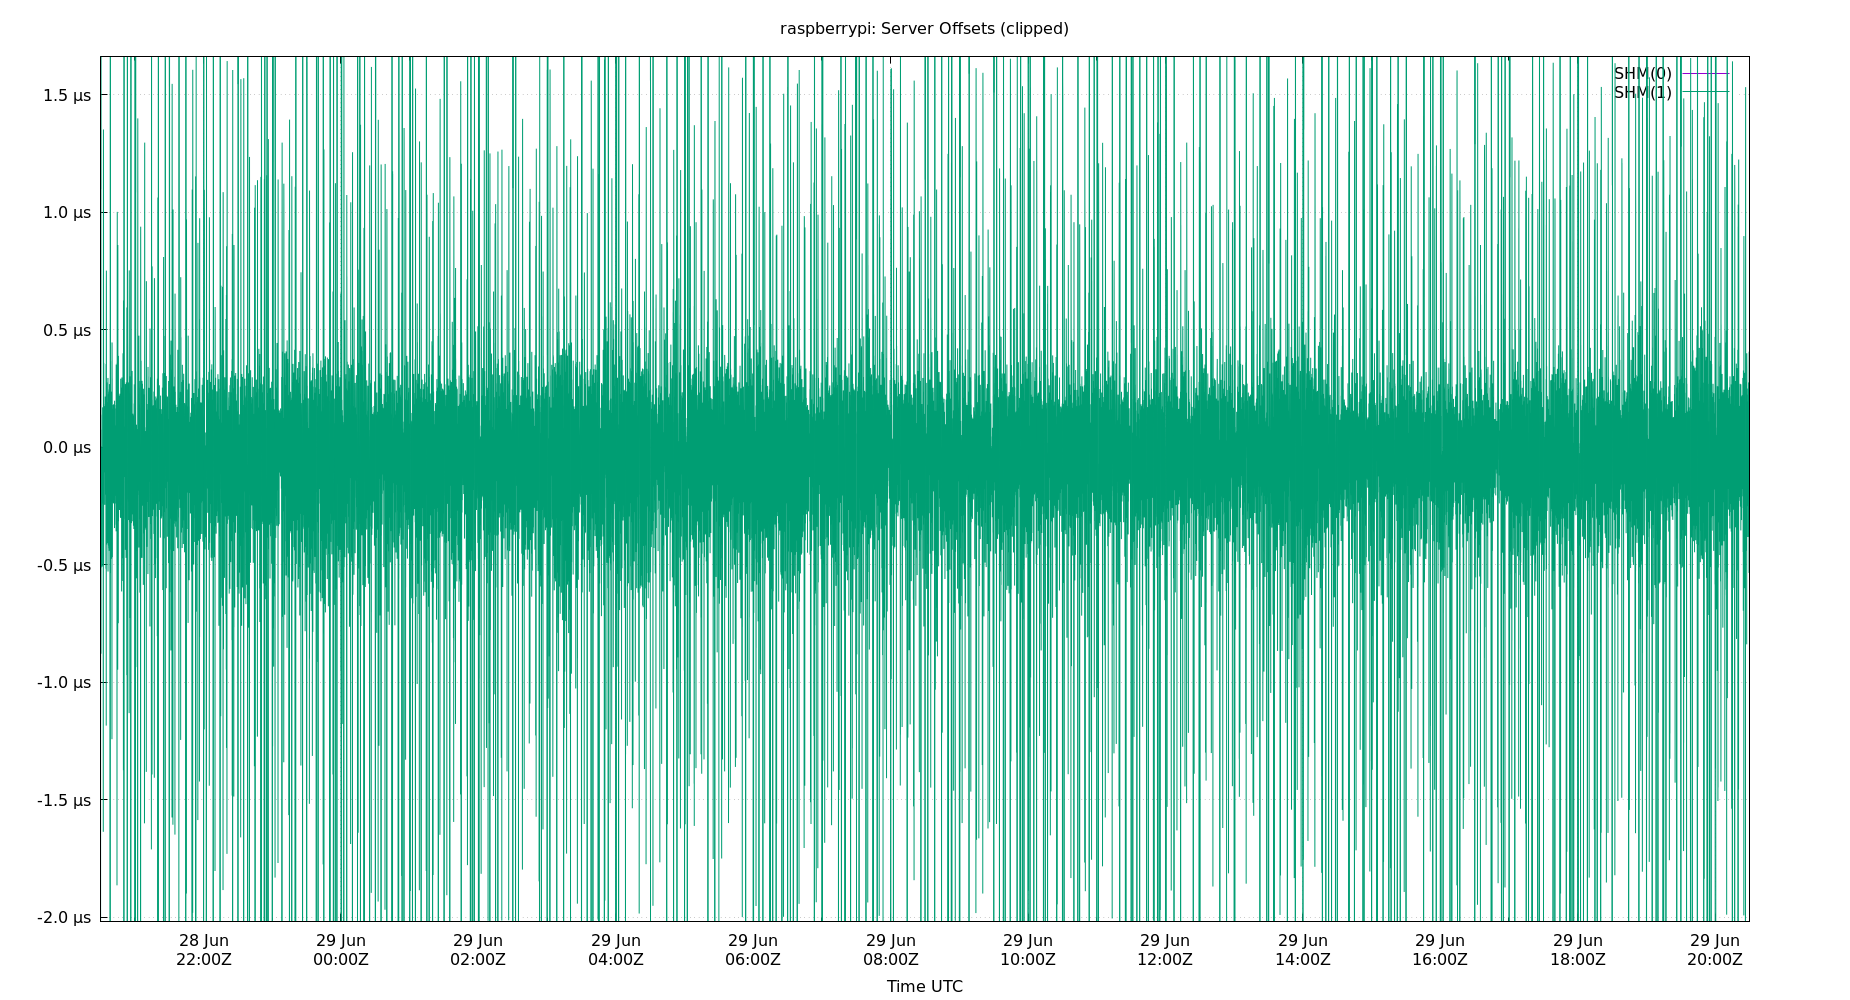 raspberrypi: Server Offsets (clipped)
SHM(0)
SHM(1)
1.5 µs
1.0 µs
0.5 µs
0.0 µs
-0.5 µs
-1.0 µs
-1.5 µs
-2.0 µs
28 Jun 29 Jun 29 Jun 29 Jun 29 Jun 29 Jun 29 Jun 29 Jun 29 Jun 29 Jun 29 Jun 29 Jun
22:00Z 00:00Z 02:00Z 04:00Z 06:00Z 08:00Z 10:00Z 12:00Z 14:00Z 16:00Z 18:00Z 20:00Z
Time UTC